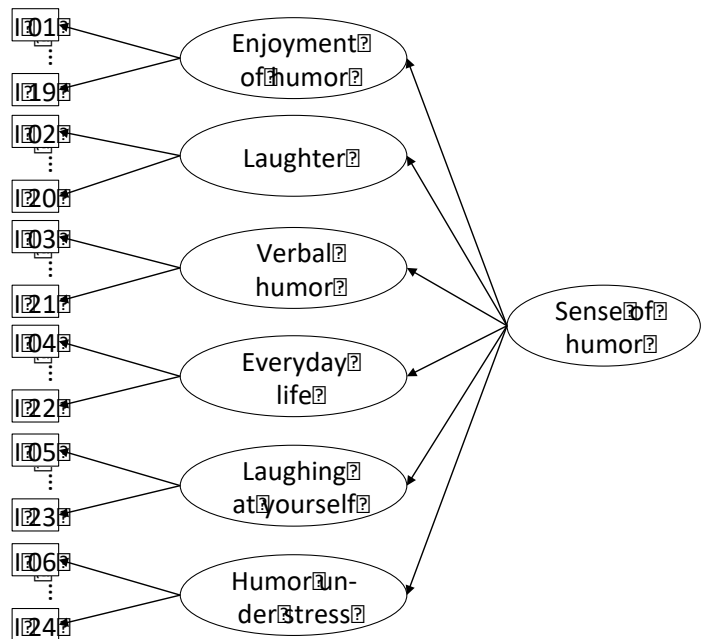 I 01
⋮
I 19
Enjoyment
of humor
I 02
⋮
I 20
Laughter
I 03
⋮
I 21
Verbal
humor
I 04
⋮
I 22
Everyday
life
I 05
⋮
I 23
Laughing
at yourself
I 06
⋮
I 24
Humor un-
der stress
Sense of
humor